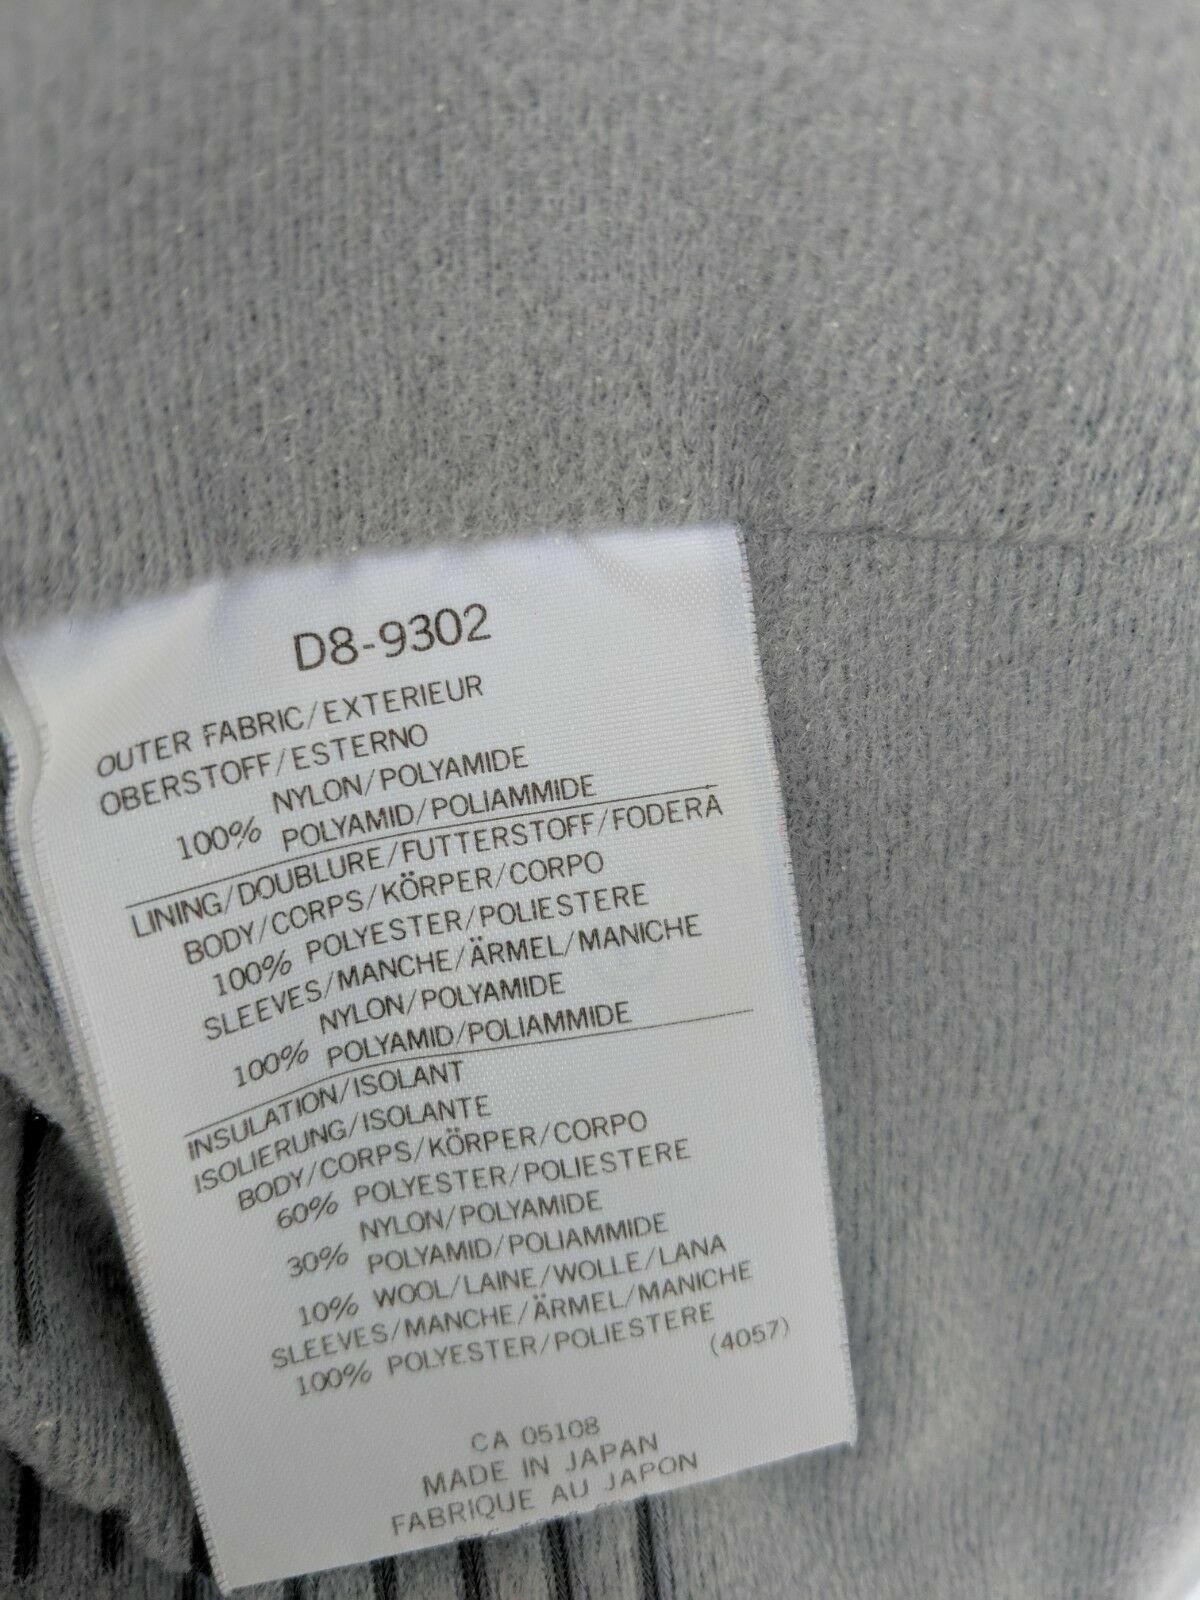 D8-9302
OUTER FABRIC/EXTERIEUR
OBERSTOFF/ESTERNO
NYLON/POLYAMIDE
100% POLYAMID/POLIAMMIDE
LINING/DOUBLURE/FUTTERSTOFF/FODERA
BODY/CORPS/KÖRPER/CORPO
100% POLYESTER/POLIESTERE
SLEEVES/MANCHE/ÄRMEL/MANICHE
NYLON/POLYAMIDE
100% POLYAMID/POLIAMMIDE
INSULATION/ISOLANT
ISOLIERUNG/ISOLANTE
BODY/CORPS/KÖRPER/CORPO
60% POLYESTER/POLIESTERE
NYLON/POLYAMIDE
30% POLYAMID/POLIAMMIDE
10% WOOL/LAINE/WOLLE/LANA
SLEEVES/MANCHE/ÄRMEL/MANICHE
100% POLYESTER/POLIESTERE
(4057)
CA 05108
MADE IN JAPAN
FABRIQUE AU JAPON